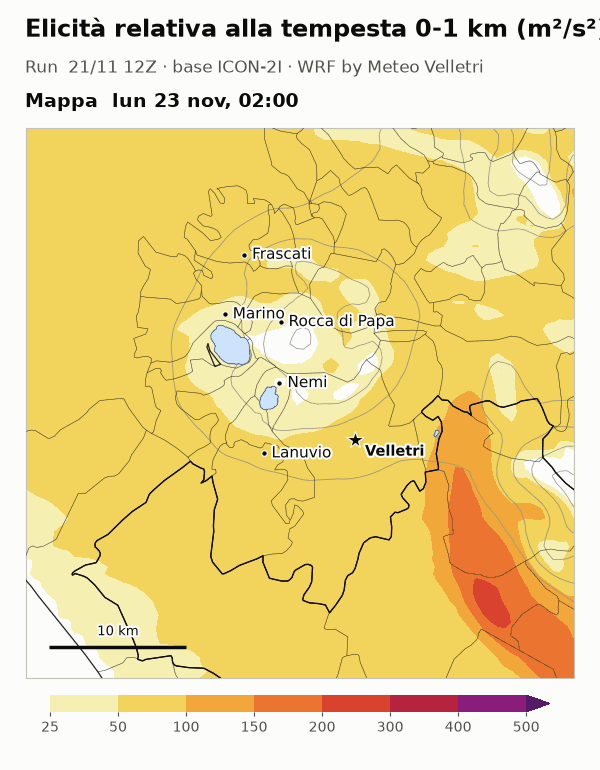 Elicità relativa alla tempesta 0-1 km (m²/s²)
Run 21/11 12Z · base ICON-2I · WRF by Meteo Velletri
Mappa lun 23 nov, 02:00
Frascati
Marino
Rocca di Papa
Nemi
Velletri
Lanuvio
10 km
25 50 100 150 200 300 400 500